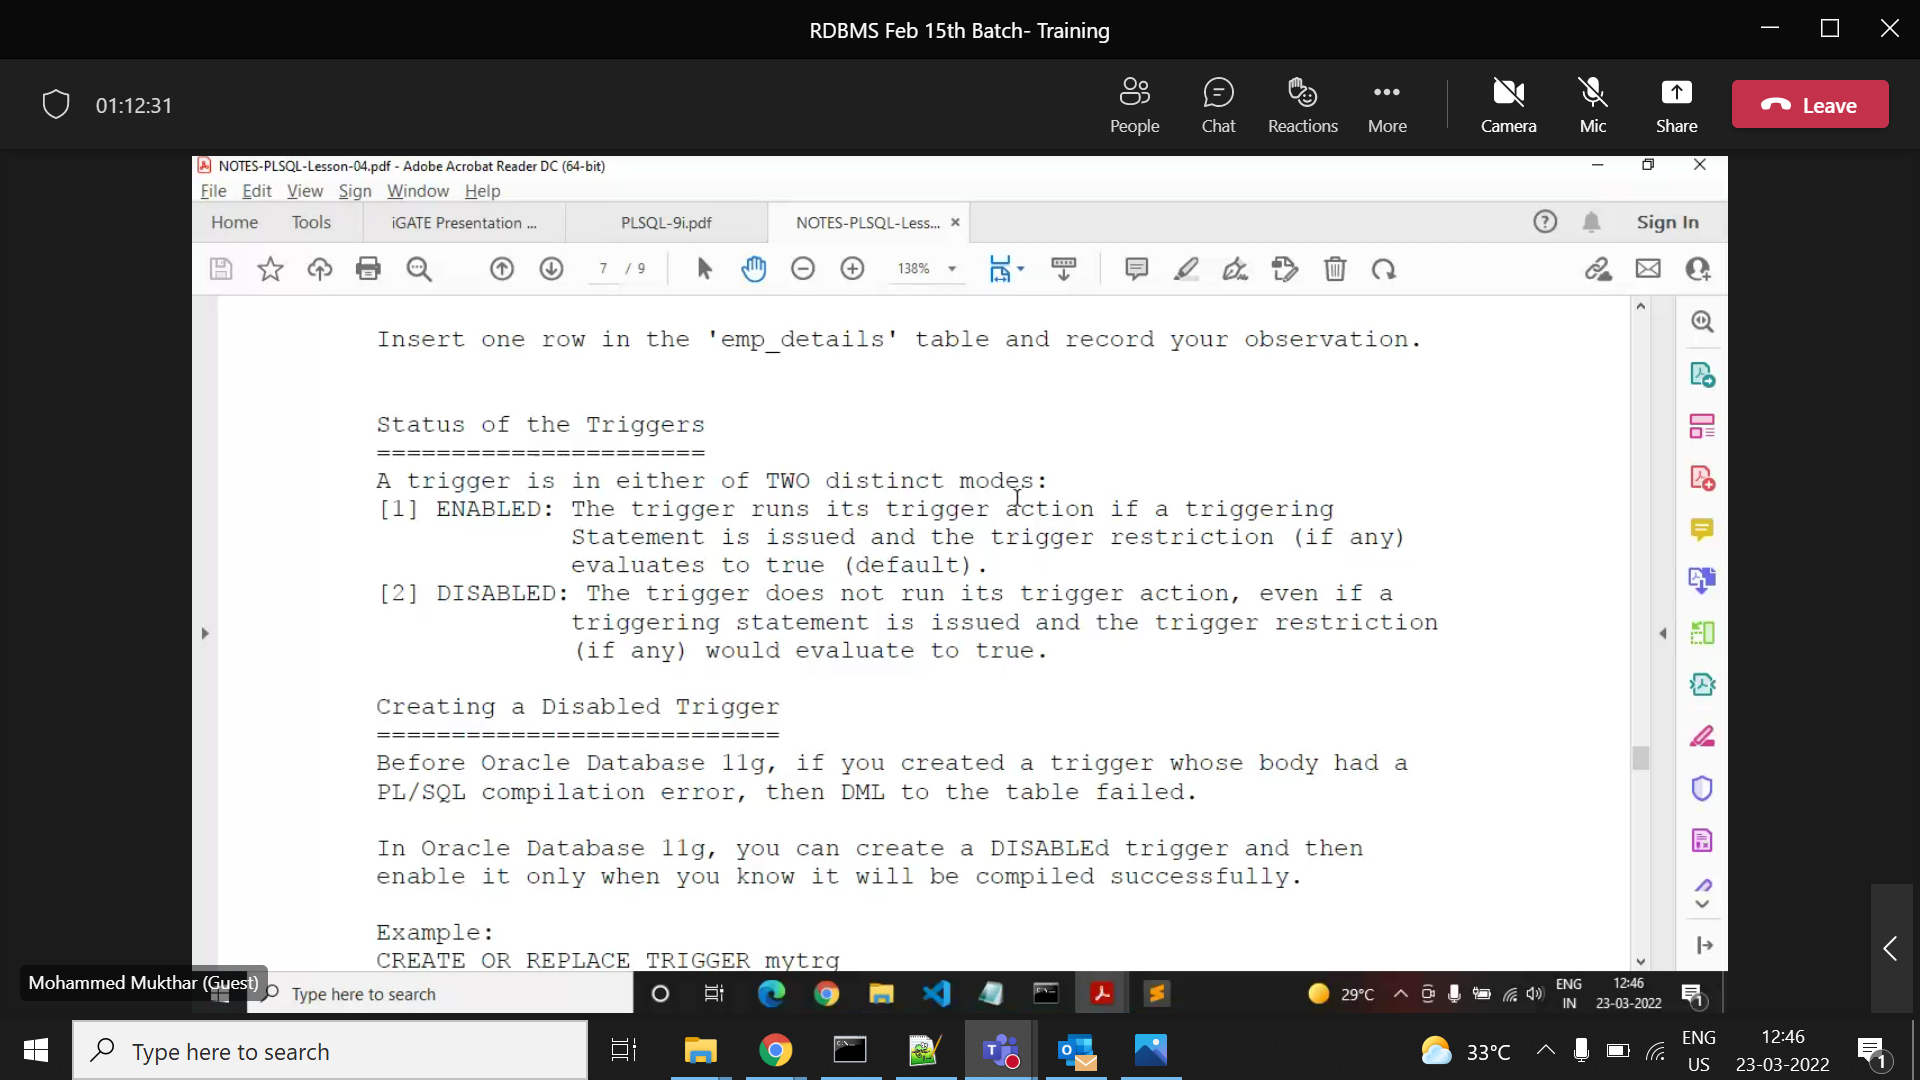 RDBMS Feb 15th Batch- Training
01:12:31
People
Chat
Reactions
More
Camera
Mic
Share
Leave
NOTES-PLSQL-Lesson-04.pdf - Adobe Acrobat Reader DC (64-bit)
File Edit View Sign Window Help
Home Tools iGATE Presentation ... PLSQL-9i.pdf NOTES-PLSQL-Less... × Sign In
7 / 9 138%
Insert one row in the 'emp_details' table and record your observation.
Status of the Triggers
======================
A trigger is in either of TWO distinct modes:
[1] ENABLED: The trigger runs its trigger action if a triggering
Statement is issued and the trigger restriction (if any)
evaluates to true (default).
[2] DISABLED: The trigger does not run its trigger action, even if a
triggering statement is issued and the trigger restriction
(if any) would evaluate to true.
Creating a Disabled Trigger
===========================
Before Oracle Database 11g, if you created a trigger whose body had a
PL/SQL compilation error, then DML to the table failed.
In Oracle Database 11g, you can create a DISABLEd trigger and then
enable it only when you know it will be compiled successfully.
Example:
CREATE OR REPLACE TRIGGER mytrg
Mohammed Mukthar (Guest)
Type here to search
29°C
ENG
IN
12:46
23-03-2022
1
Type here to search
33°C
ENG
US
12:46
23-03-2022
1